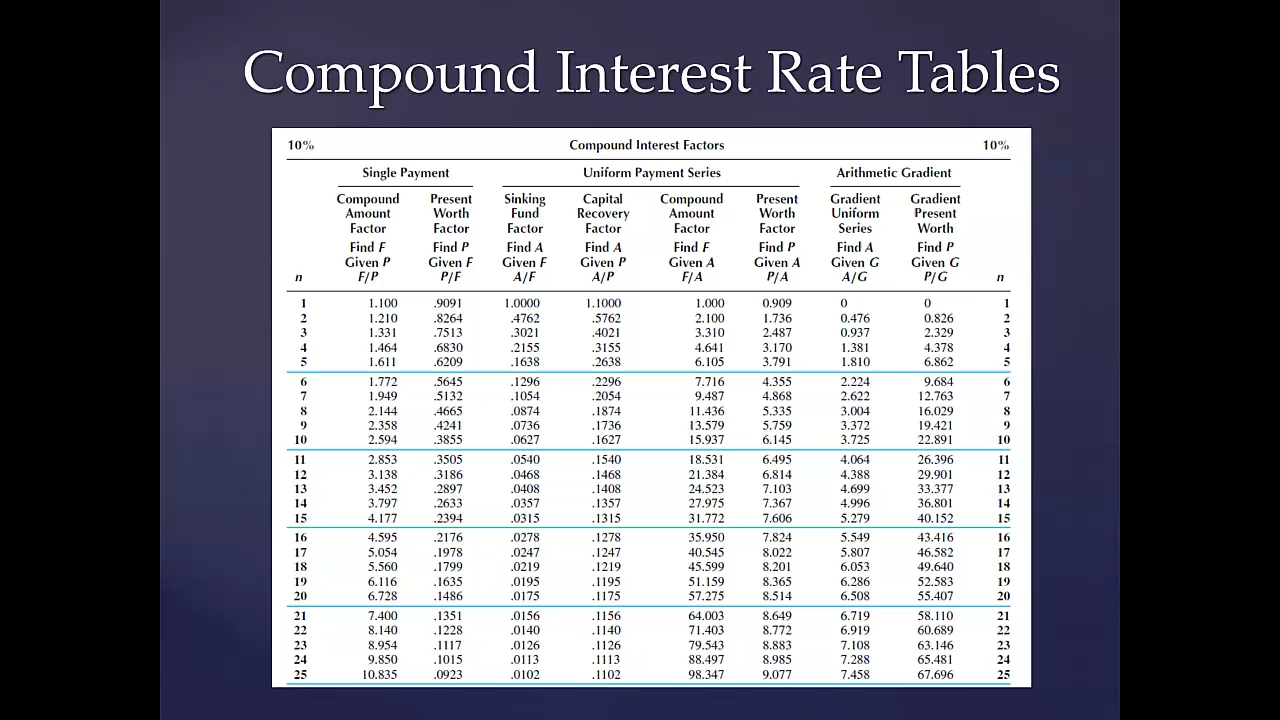 Compound Interest Rate Tables
10% Compound Interest Factors 10%
Single Payment Uniform Payment Series Arithmetic Gradient
Compound Present Sinking Capital Compound Present Gradient Gradient
Amount Worth Fund Recovery Amount Worth Uniform Present
Factor Factor Factor Factor Factor Factor Series Worth
Find F Find P Find A Find A Find F Find P Find A Find P
Given P Given F Given F Given P Given A Given A Given G Given G
n F/P P/F A/F A/P F/A P/A A/G P/G n
1 1.100 .9091 1.0000 1.1000 1.000 0.909 0 0 1
2 1.210 .8264 .4762 .5762 2.100 1.736 0.476 0.826 2
3 1.331 .7513 .3021 .4021 3.310 2.487 0.937 2.329 3
4 1.464 .6830 .2155 .3155 4.641 3.170 1.381 4.378 4
5 1.611 .6209 .1638 .2638 6.105 3.791 1.810 6.862 5
6 1.772 .5645 .1296 .2296 7.716 4.355 2.224 9.684 6
7 1.949 .5132 .1054 .2054 9.487 4.868 2.622 12.763 7
8 2.144 .4665 .0874 .1874 11.436 5.335 3.004 16.029 8
9 2.358 .4241 .0736 .1736 13.579 5.759 3.372 19.421 9
10 2.594 .3855 .0627 .1627 15.937 6.145 3.725 22.891 10
11 2.853 .3505 .0540 .1540 18.531 6.495 4.064 26.396 11
12 3.138 .3186 .0468 .1468 21.384 6.814 4.388 29.901 12
13 3.452 .2897 .0408 .1408 24.523 7.103 4.699 33.377 13
14 3.797 .2633 .0357 .1357 27.975 7.367 4.996 36.801 14
15 4.177 .2394 .0315 .1315 31.772 7.606 5.279 40.152 15
16 4.595 .2176 .0278 .1278 35.950 7.824 5.549 43.416 16
17 5.054 .1978 .0247 .1247 40.545 8.022 5.807 46.582 17
18 5.560 .1799 .0219 .1219 45.599 8.201 6.053 49.640 18
19 6.116 .1635 .0195 .1195 51.159 8.365 6.286 52.583 19
20 6.728 .1486 .0175 .1175 57.275 8.514 6.508 55.407 20
21 7.400 .1351 .0156 .1156 64.003 8.649 6.719 58.110 21
22 8.140 .1228 .0140 .1140 71.403 8.772 6.919 60.689 22
23 8.954 .1117 .0126 .1126 79.543 8.883 7.108 63.146 23
24 9.850 .1015 .0113 .1113 88.497 8.985 7.288 65.481 24
25 10.835 .0923 .0102 .1102 98.347 9.077 7.458 67.696 25